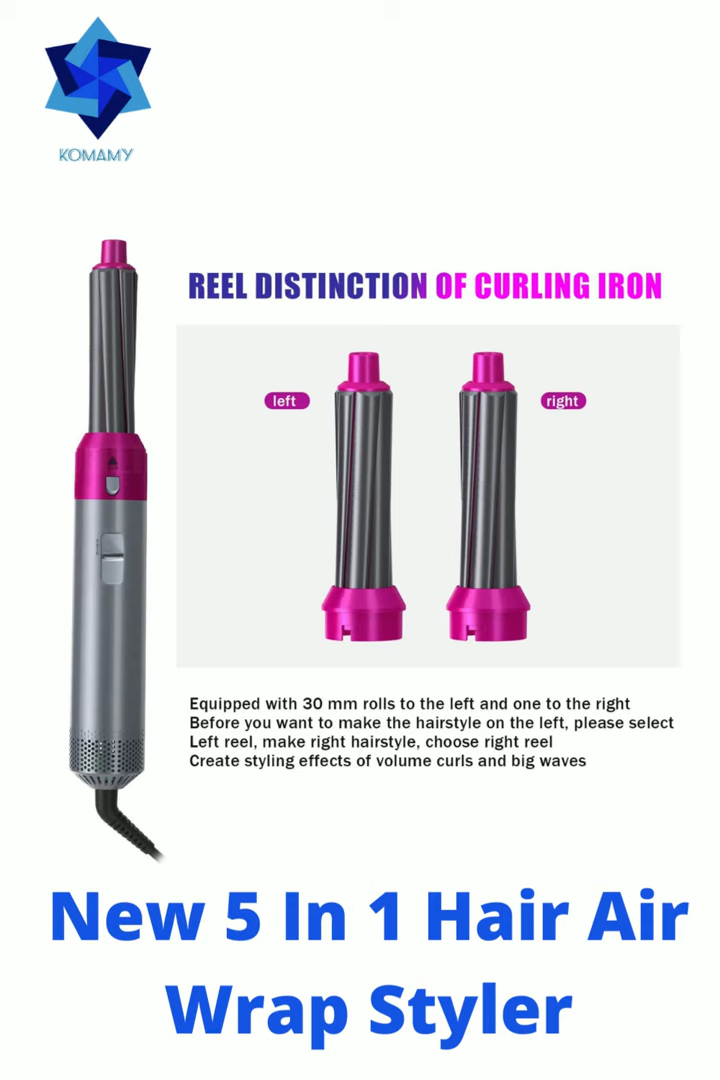 KOMAMY
REEL DISTINCTION OF CURLING IRON
left
right
Equipped with 30 mm rolls to the left and one to the right
Before you want to make the hairstyle on the left, please select
Left reel, make right hairstyle, choose right reel
Create styling effects of volume curls and big waves
New 5 In 1 Hair Air
Wrap Styler